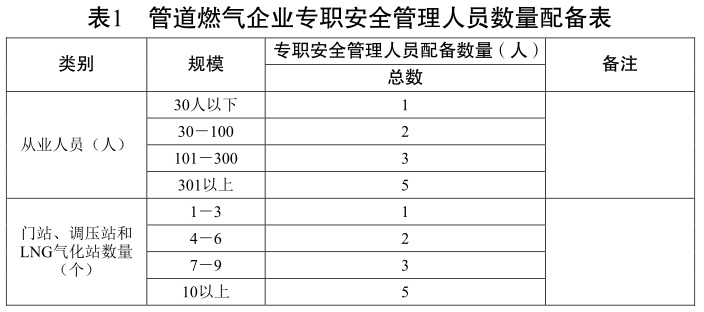 表1 管道燃气企业专职安全管理人员数量配备表
类别 规模 专职安全管理人员配备数量（人） 备注
总数
从业人员（人）
30人以下 1
30－100 2
101－300 3
301以上 5
门站、调压站和
LNG气化站数量
（个）
1－3 1
4－6 2
7－9 3
10以上 5